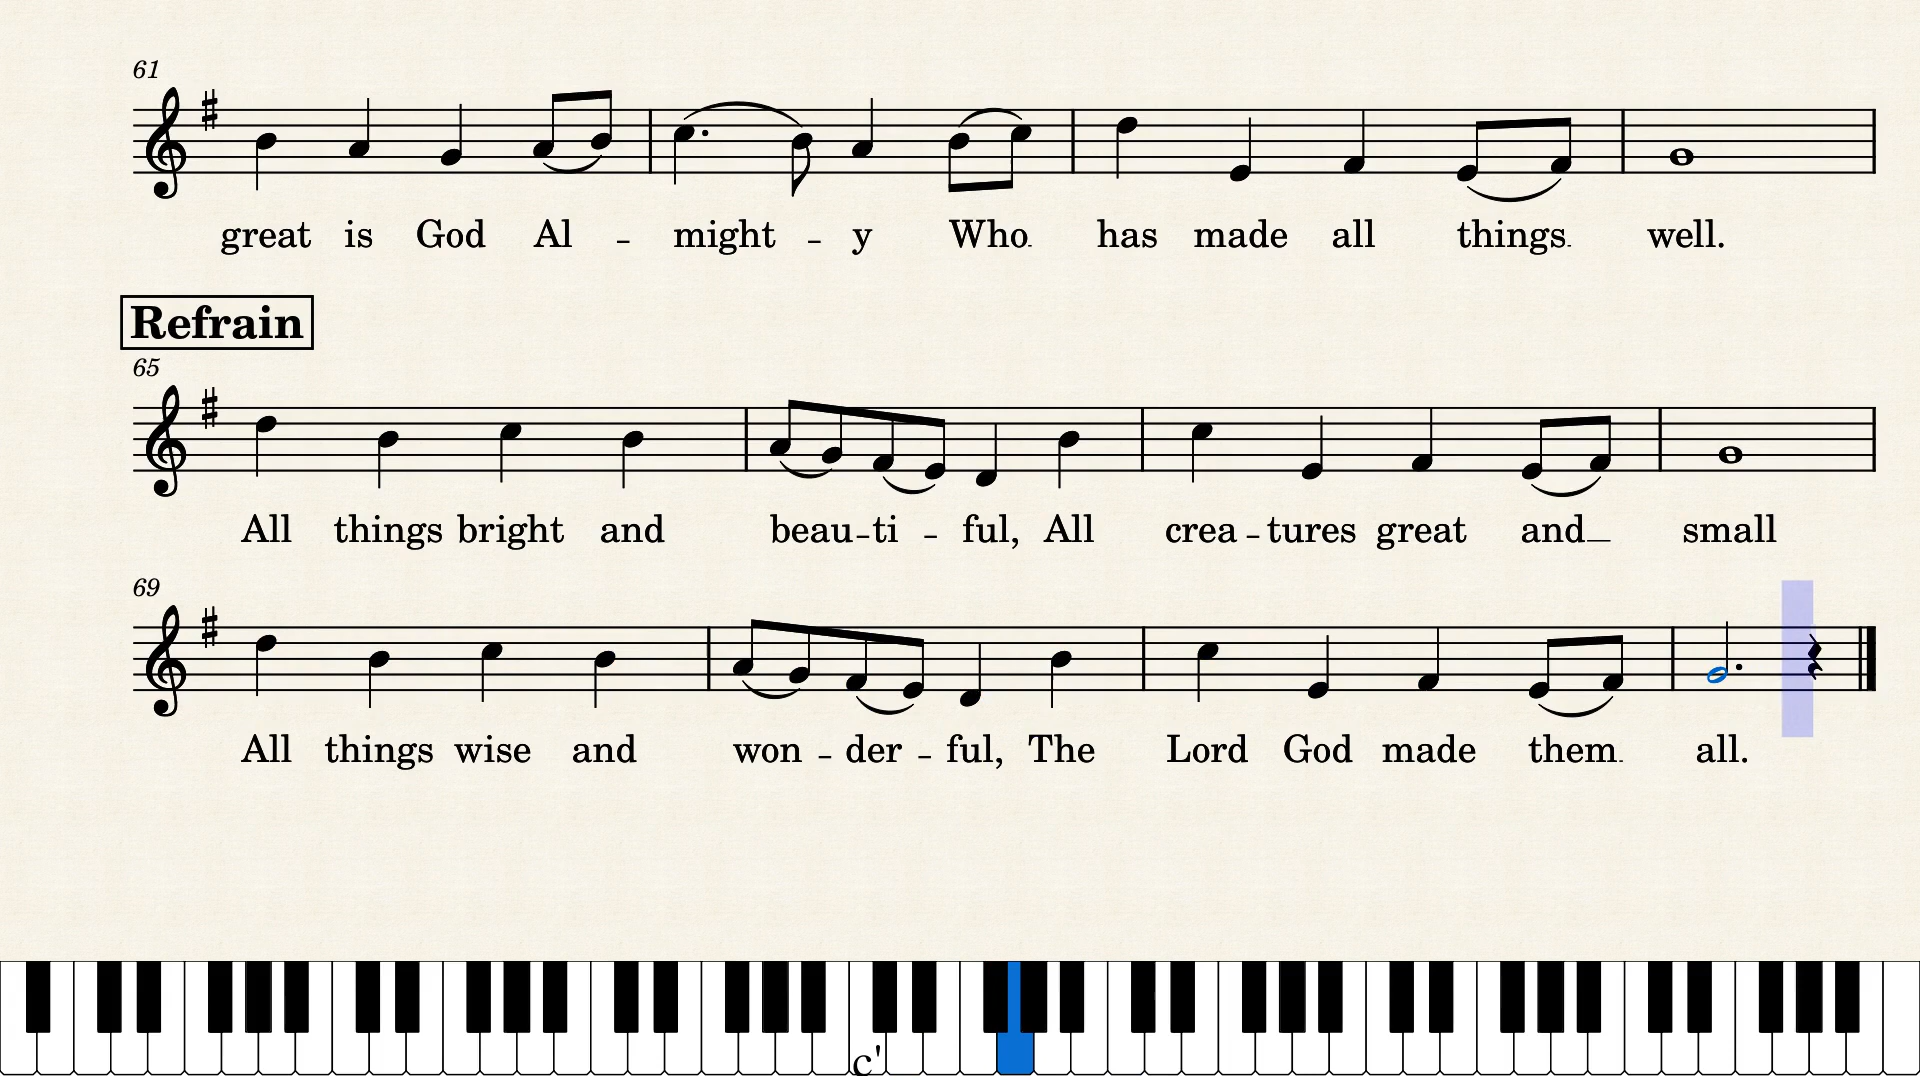 61
great is God Al - might - y Who has made all things well.
Refrain
65
All things bright and beau-ti - ful, All crea - tures great and_ small
69
All things wise and won - der - ful, The Lord God made them all.
c'